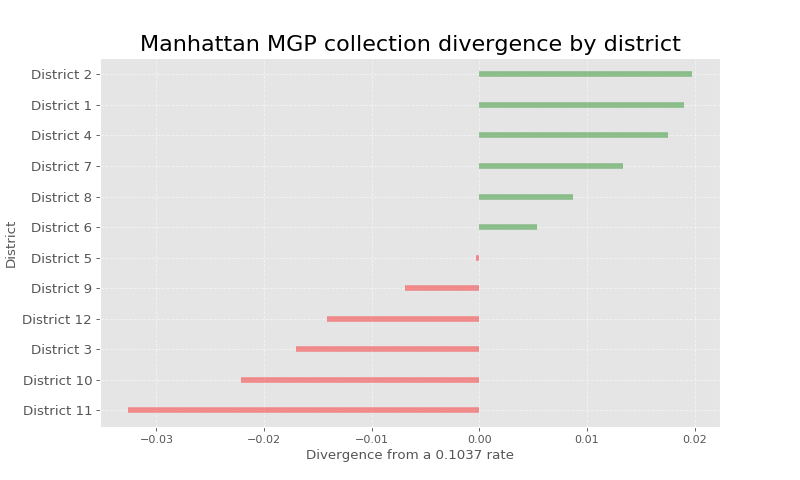 Manhattan MGP collection divergence by district
District 2
District 1
District 4
District 7
District 8
District 6
District 5
District 9
District 12
District 3
District 10
District 11
District
−0.03 −0.02 −0.01 0.00 0.01 0.02
Divergence from a 0.1037 rate